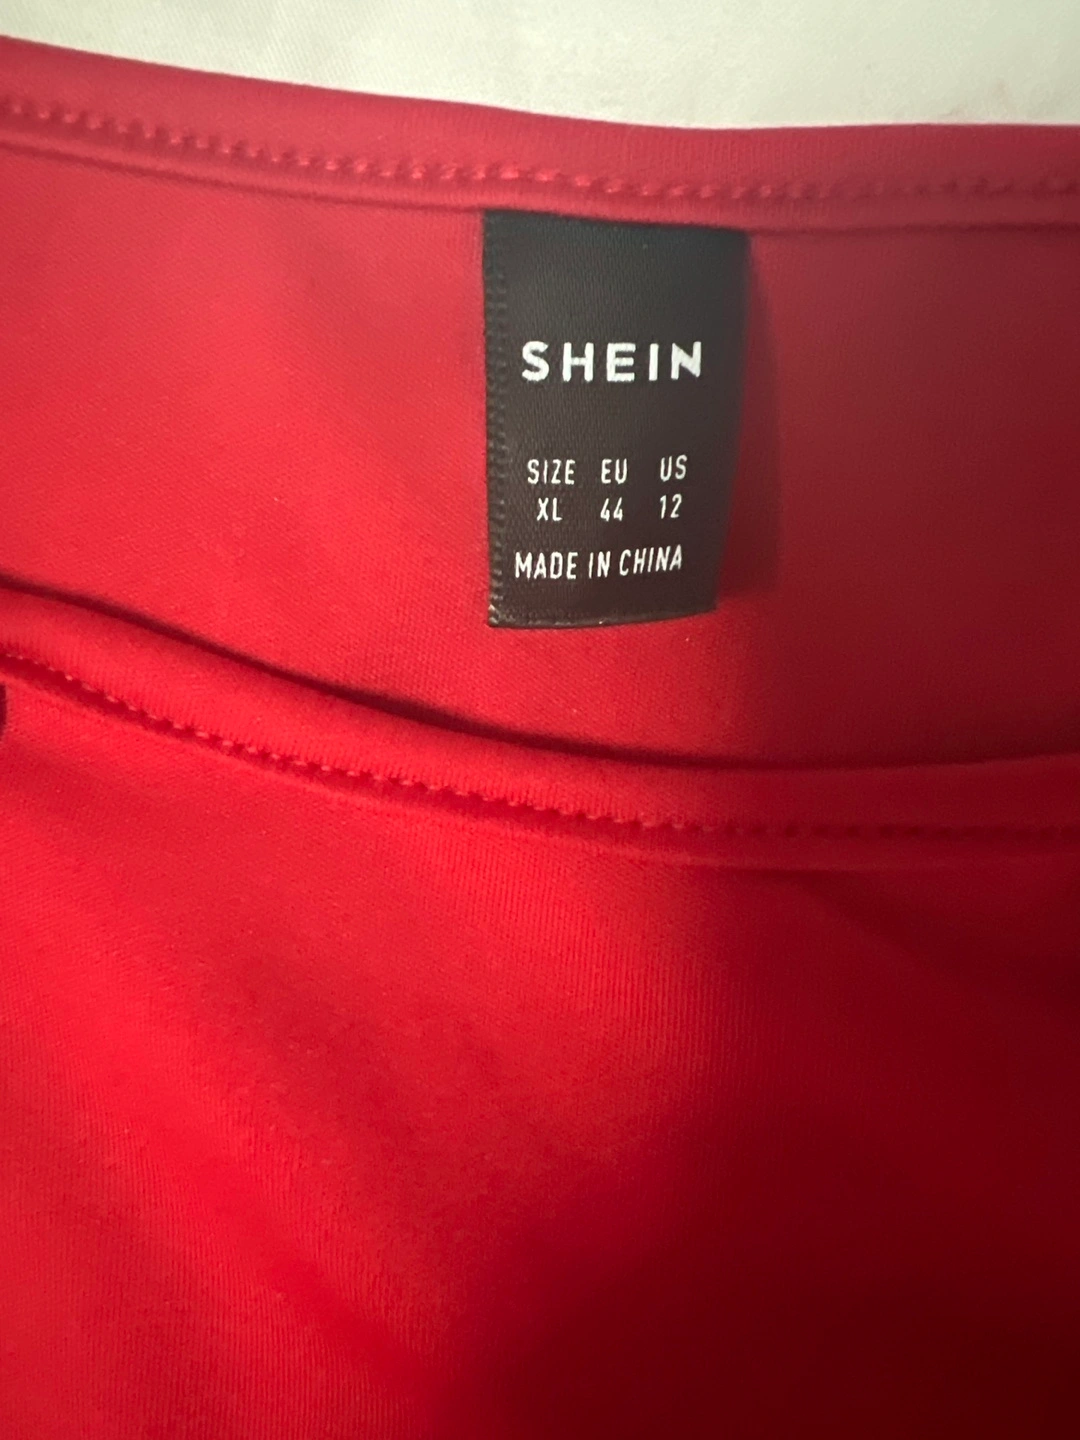 SHEIN
SIZE EU US
XL 44 12
MADE IN CHINA